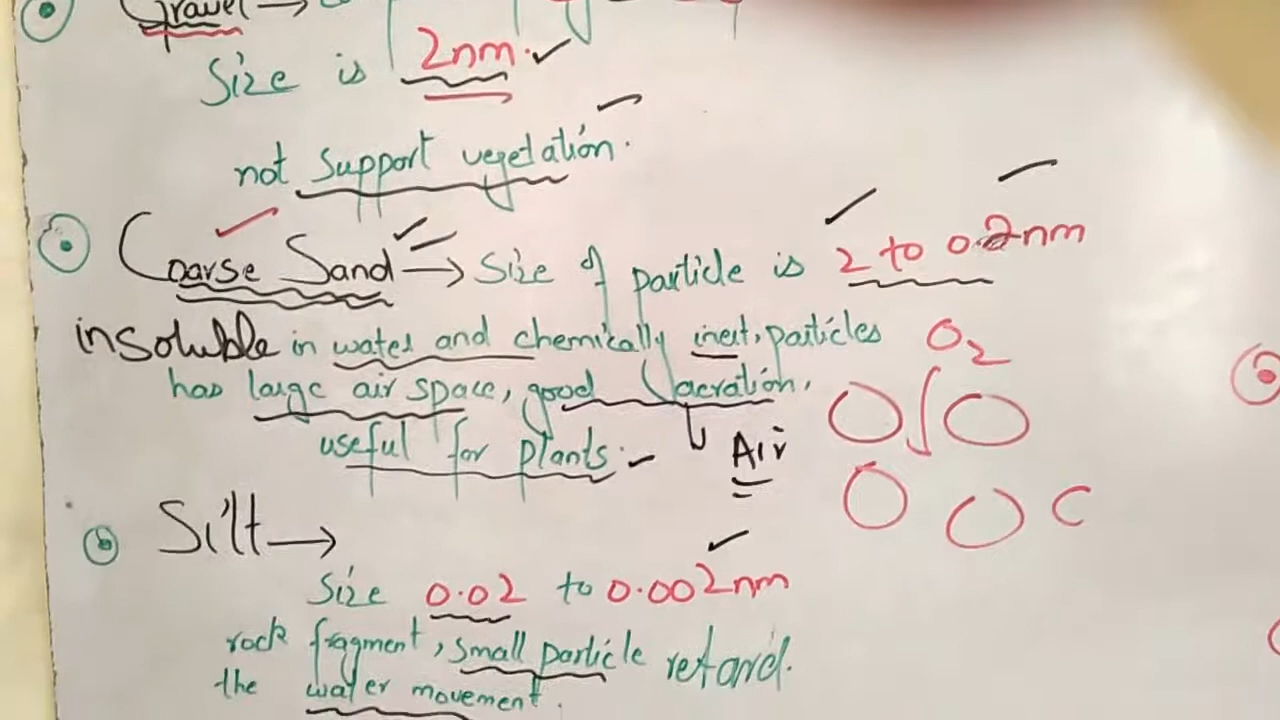 Gravel →
Size is 2nm.
not support vegetation.
Coarse Sand → Size of particle is 2 to 0.2nm
insoluble in water and chemically inert, particles
has large air space, good aeration,
useful for plants.
Air
O2
Silt →
Size 0.02 to 0.002nm
rock fragment, small particle retard
the water movement.